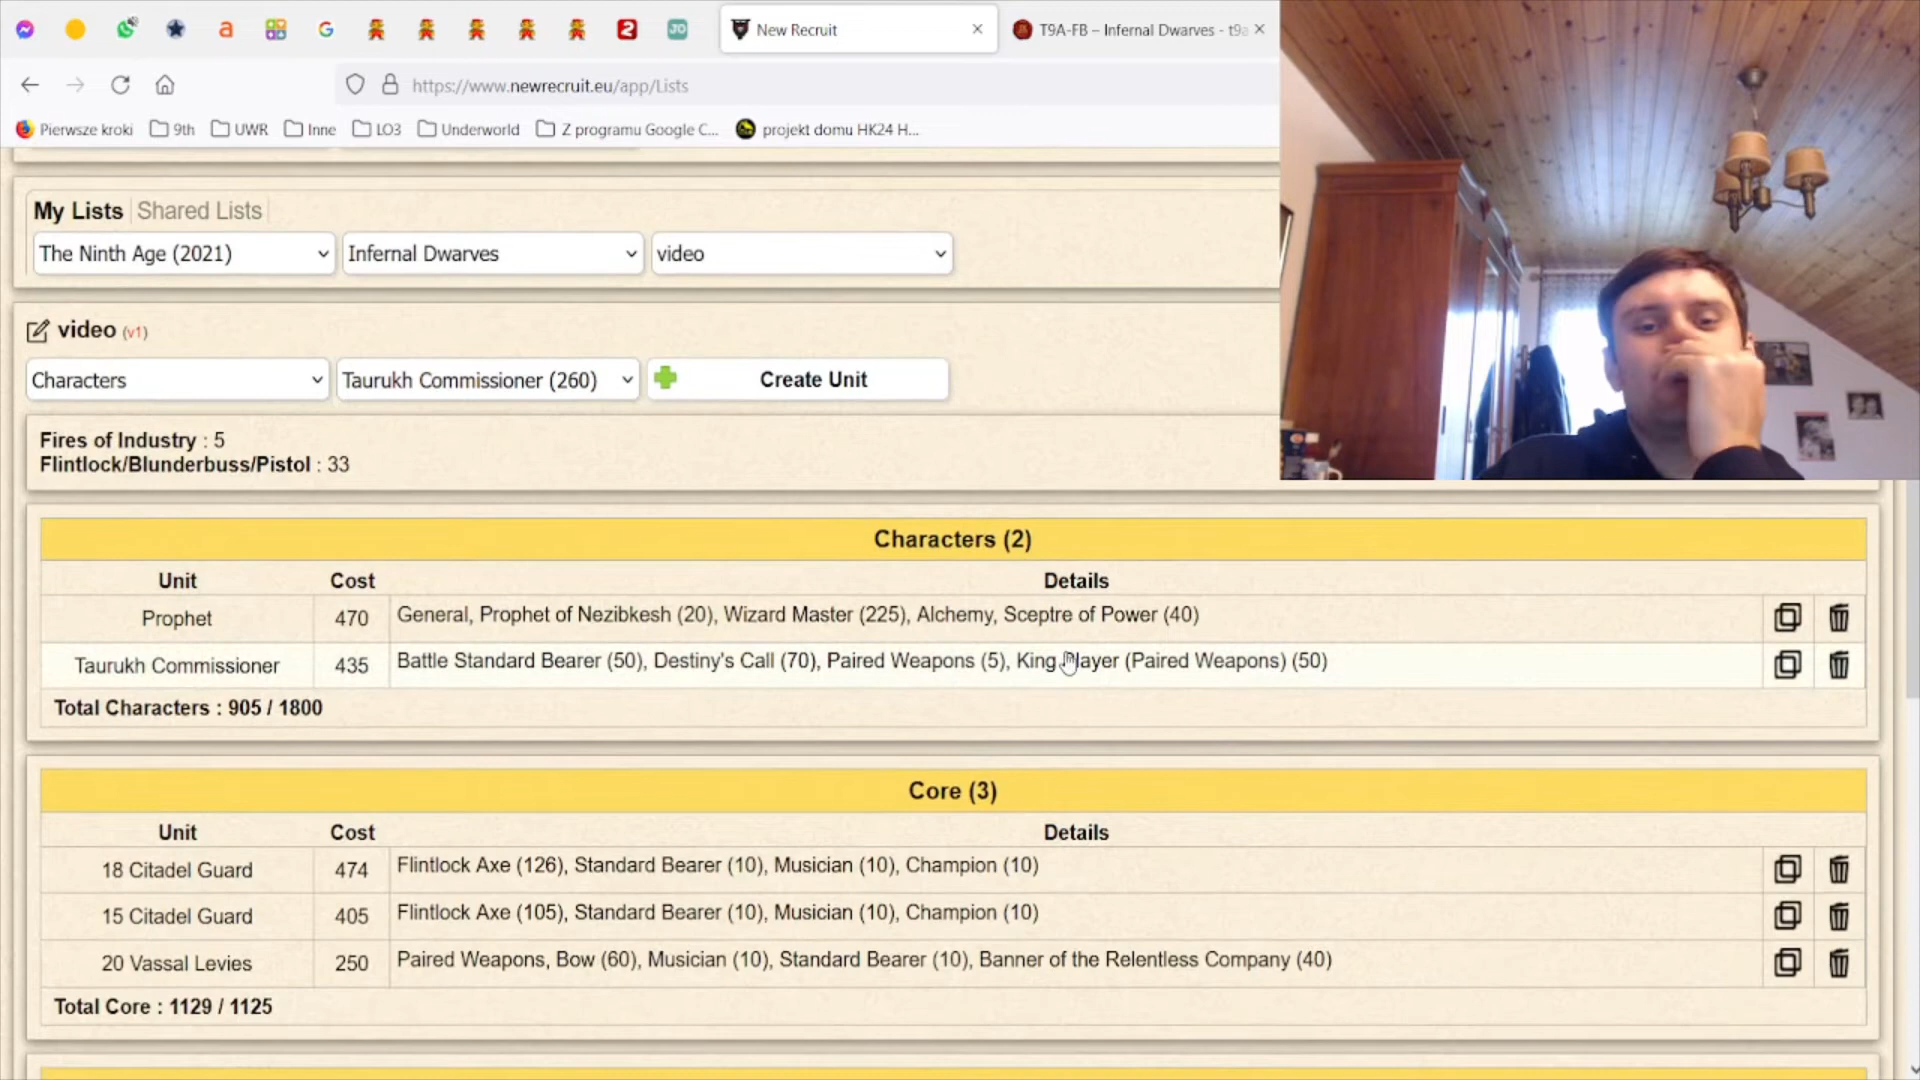 New Recruit
T9A-FB – Infernal Dwarves - t9a
https://www.newrecruit.eu/app/Lists
Pierwsze kroki
9th
UWR
Inne
LO3
Underworld
Z programu Google C...
projekt domu HK24 H...
My Lists
Shared Lists
The Ninth Age (2021)
Infernal Dwarves
video
video (v1)
Characters
Taurukh Commissioner (260)
Create Unit
Fires of Industry : 5
Flintlock/Blunderbuss/Pistol : 33
Characters (2)
Unit Cost Details
Prophet 470 General, Prophet of Nezibkesh (20), Wizard Master (225), Alchemy, Sceptre of Power (40)
Taurukh Commissioner 435 Battle Standard Bearer (50), Destiny's Call (70), Paired Weapons (5), King Slayer (Paired Weapons) (50)
Total Characters : 905 / 1800
Core (3)
Unit Cost Details
18 Citadel Guard 474 Flintlock Axe (126), Standard Bearer (10), Musician (10), Champion (10)
15 Citadel Guard 405 Flintlock Axe (105), Standard Bearer (10), Musician (10), Champion (10)
20 Vassal Levies 250 Paired Weapons, Bow (60), Musician (10), Standard Bearer (10), Banner of the Relentless Company (40)
Total Core : 1129 / 1125